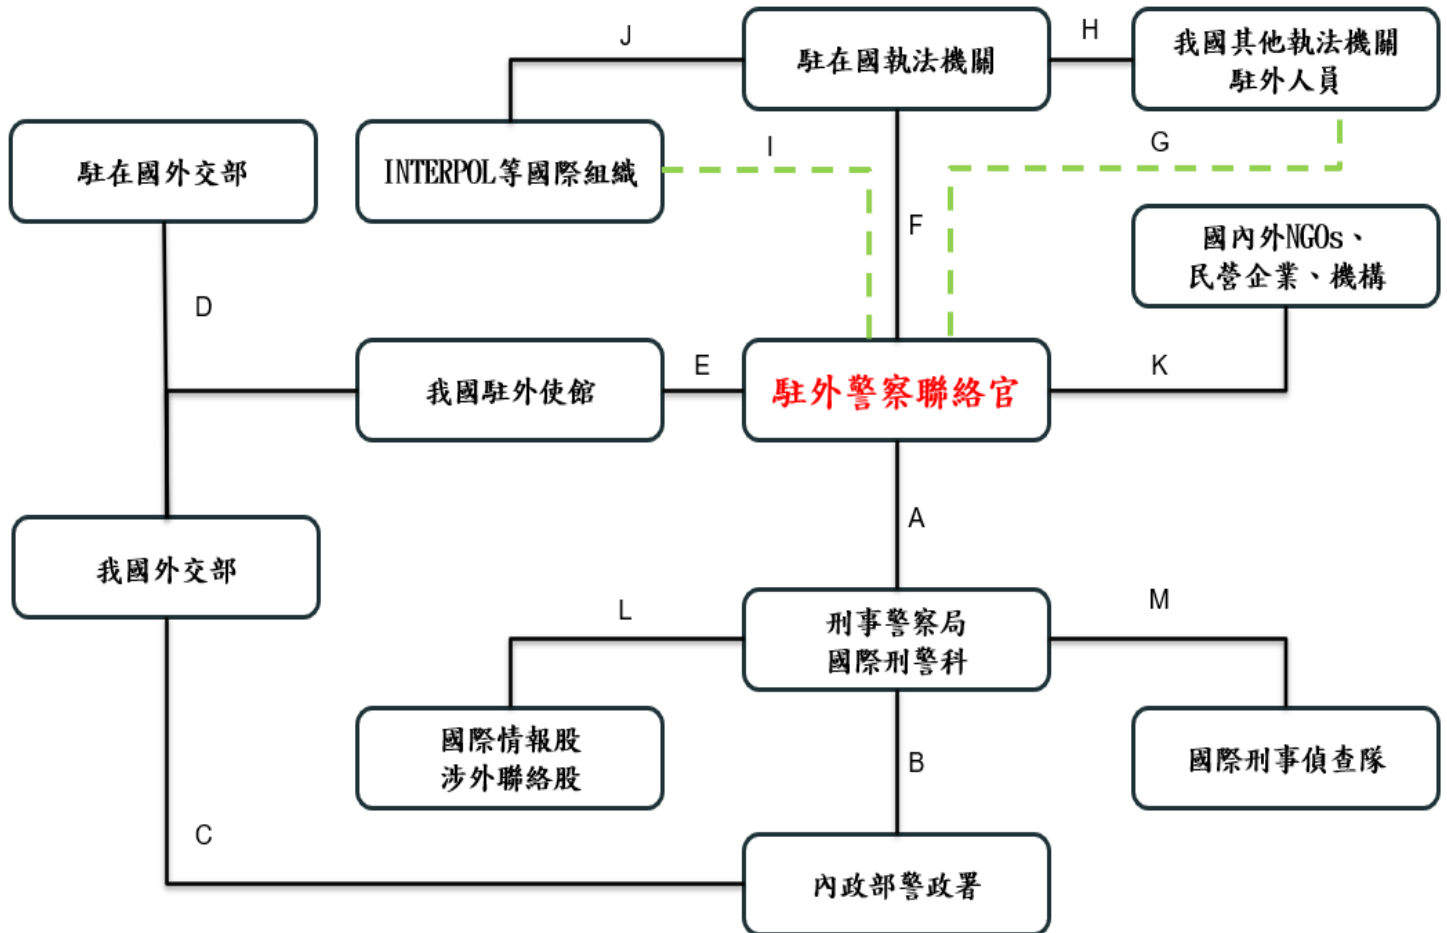 J
駐在國執法機關
H
我國其他執法機關
駐外人員
駐在國外交部
INTERPOL等國際組織
I
G
F
國內外NGOs、
民營企業、機構
D
我國駐外使館
E
駐外警察聯絡官
K
A
我國外交部
L
刑事警察局
國際刑警科
M
國際情報股
涉外聯絡股
B
國際刑事偵查隊
C
內政部警政署